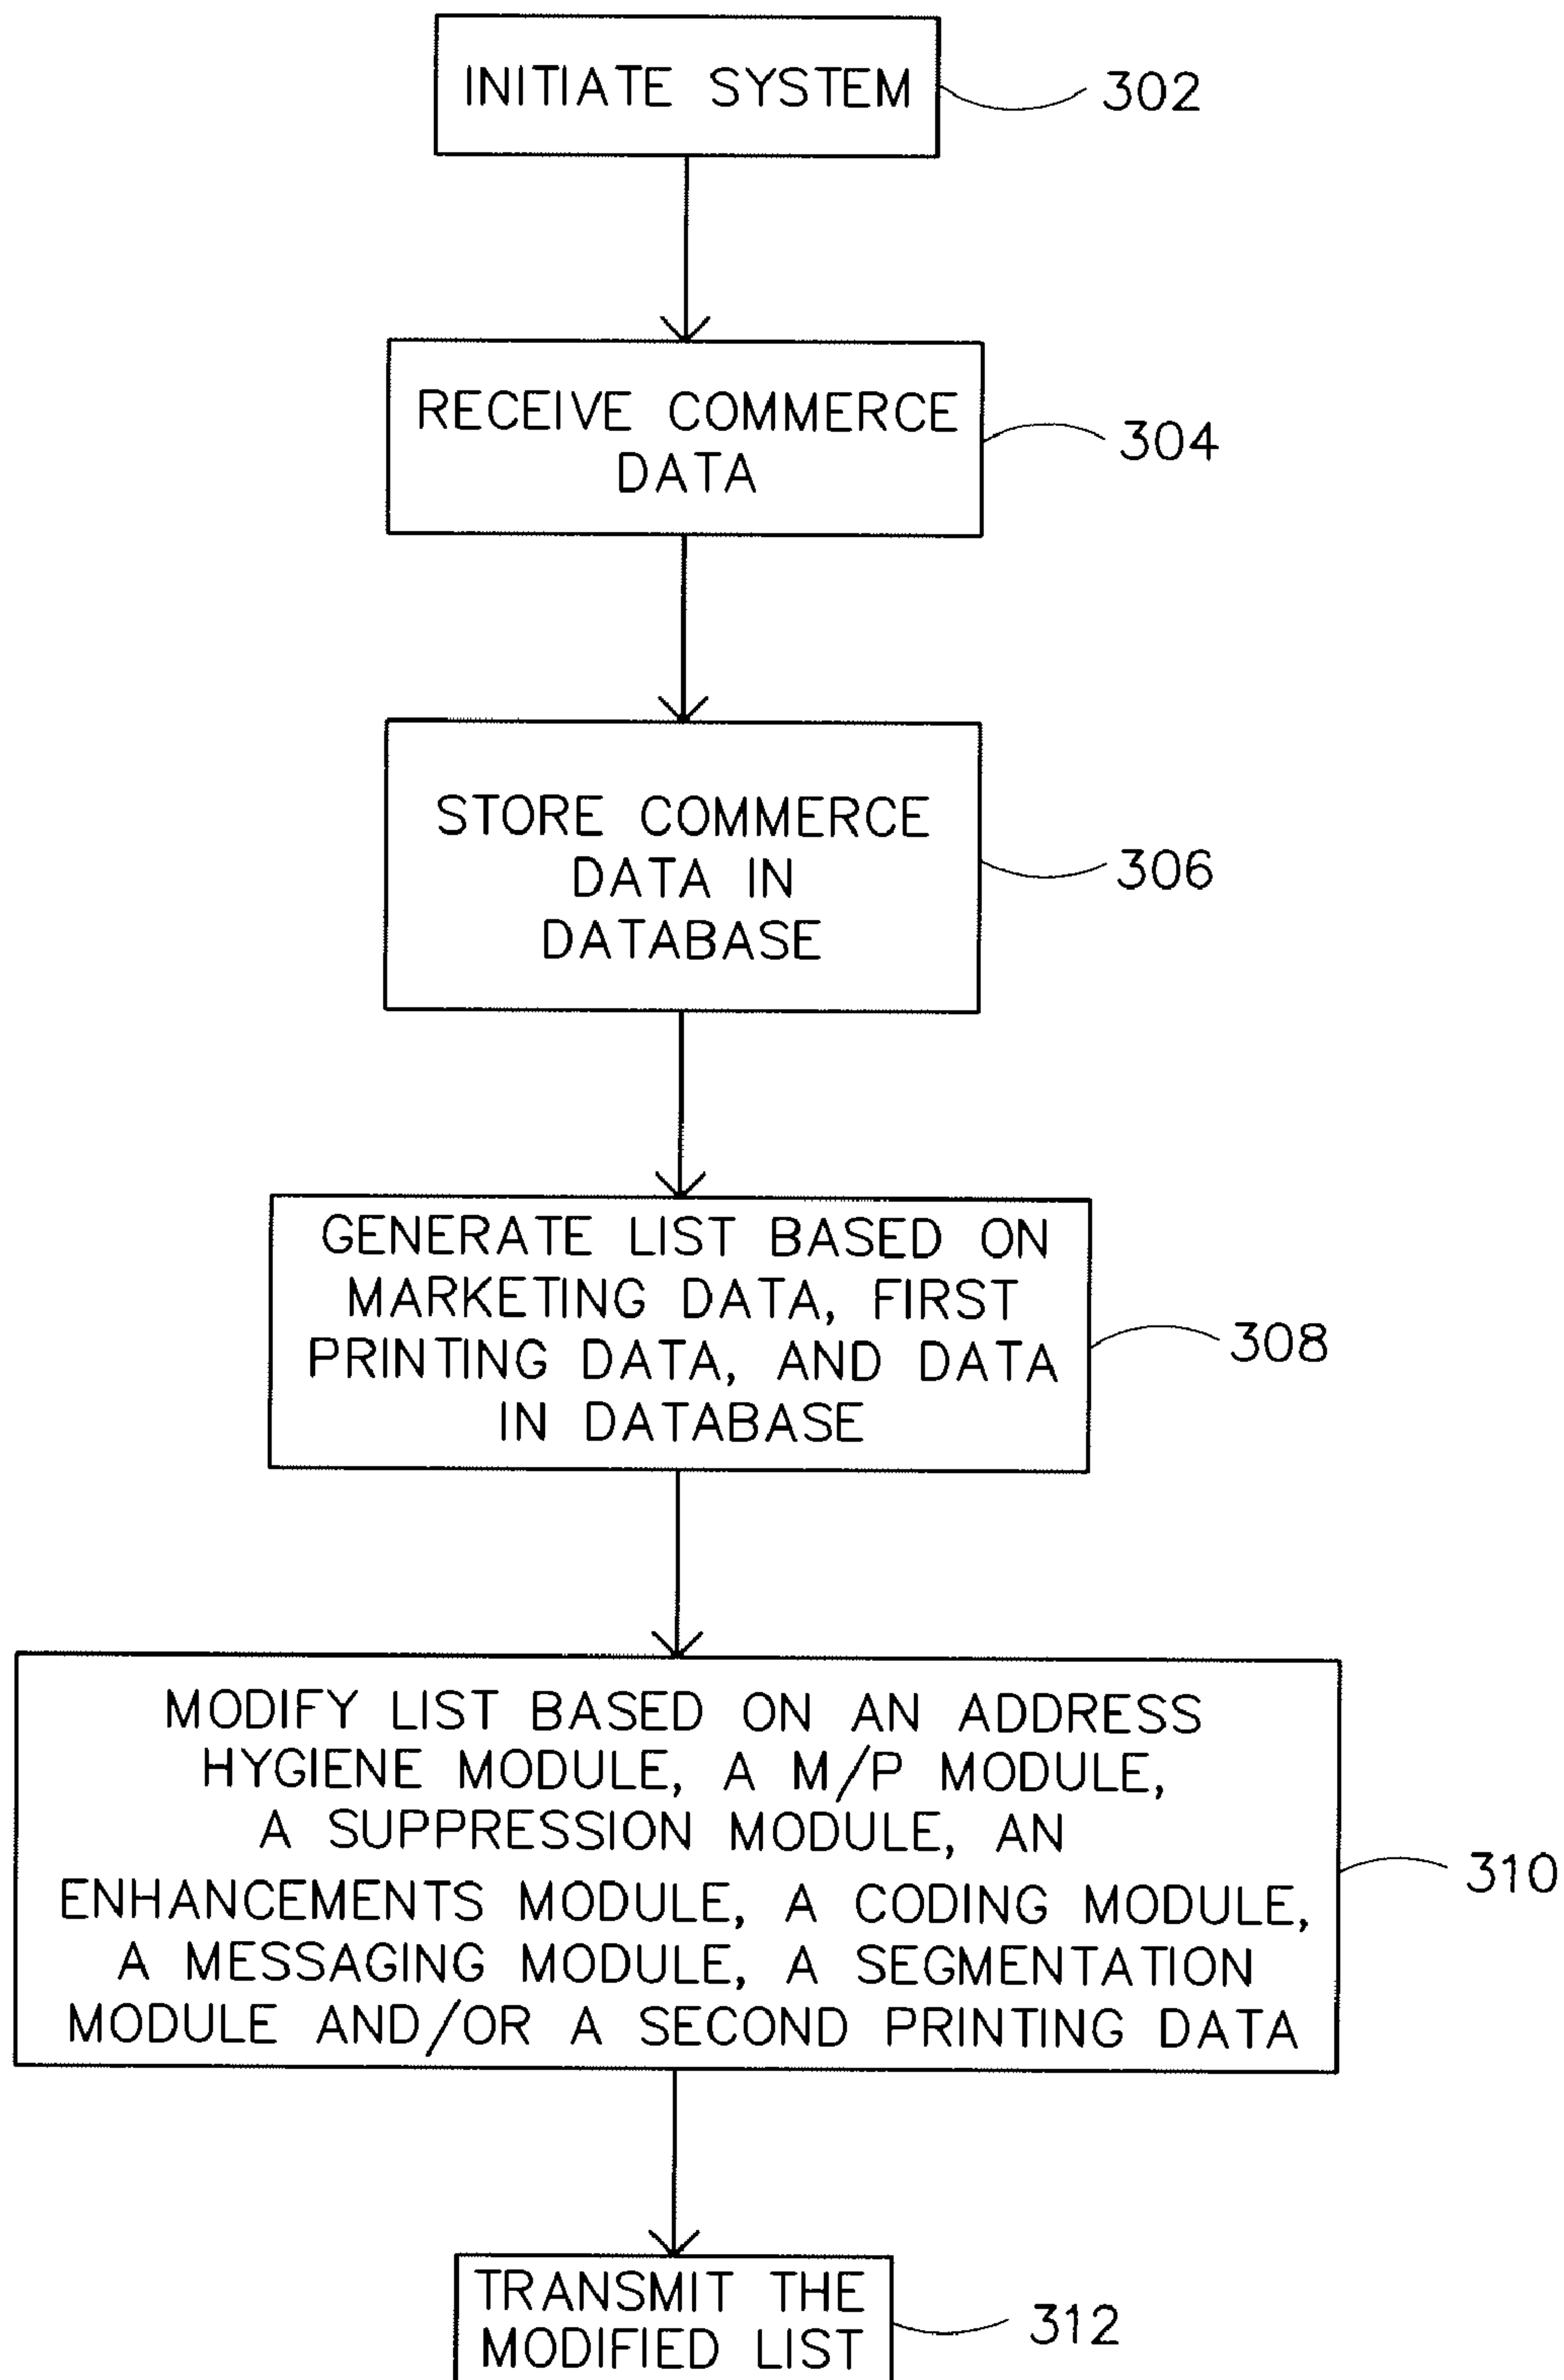 INITIATE SYSTEM
302
RECEIVE COMMERCE
DATA
304
STORE COMMERCE
DATA IN
DATABASE
306
GENERATE LIST BASED ON
MARKETING DATA, FIRST
PRINTING DATA, AND DATA
IN DATABASE
308
MODIFY LIST BASED ON AN ADDRESS
HYGIENE MODULE, A M/P MODULE,
A SUPPRESSION MODULE, AN
ENHANCEMENTS MODULE, A CODING MODULE,
A MESSAGING MODULE, A SEGMENTATION
MODULE AND/OR A SECOND PRINTING DATA
310
TRANSMIT THE
MODIFIED LIST
312